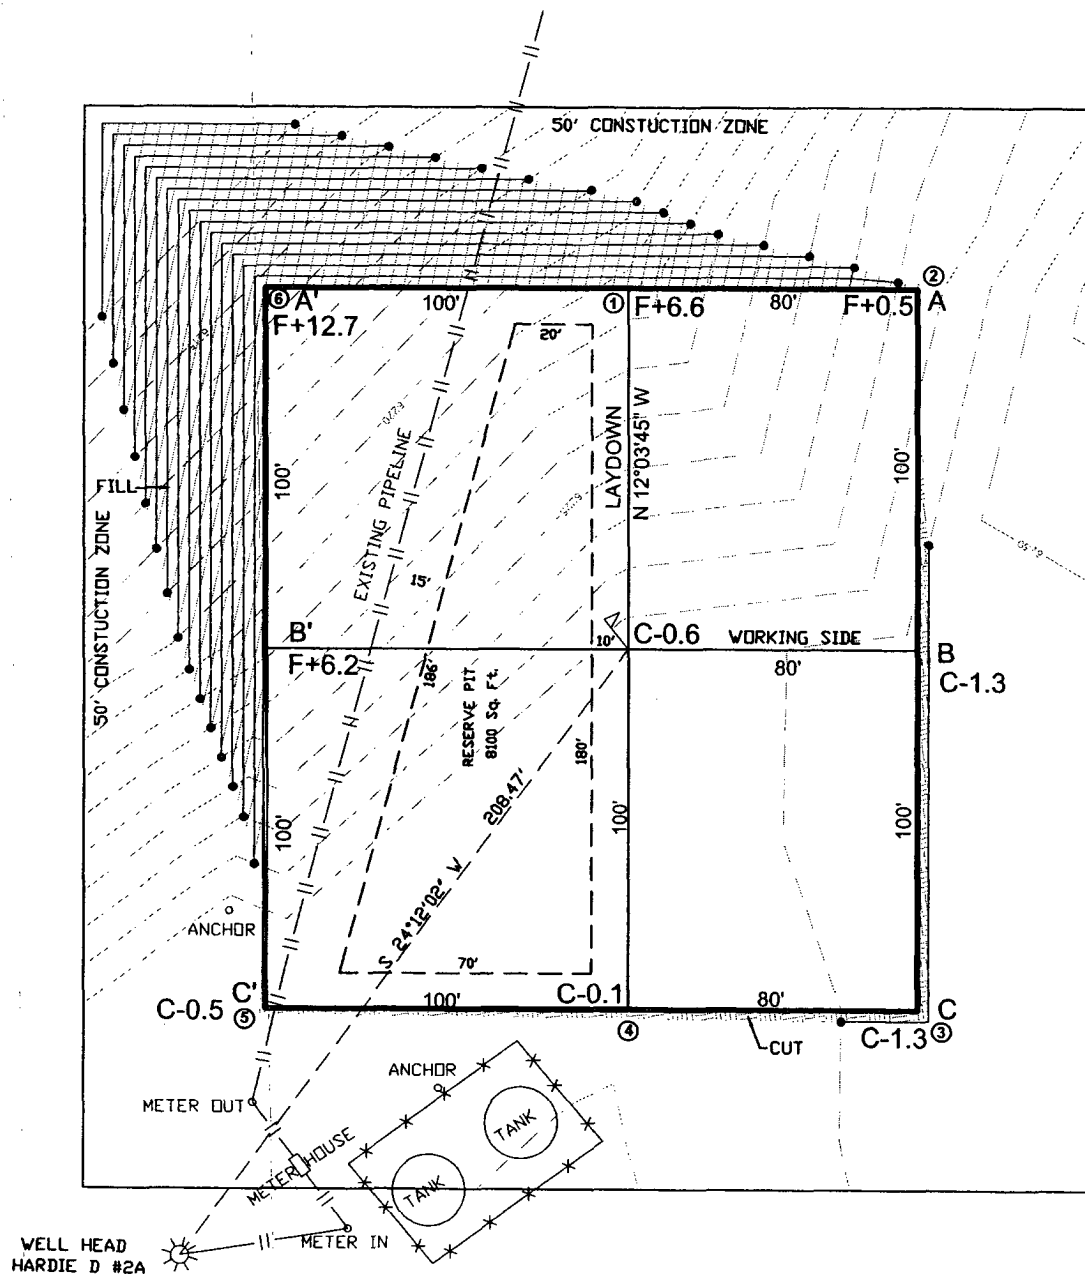 50' CONSTUCTION ZONE
②
⑥ A'
100'
①
F+6.6
80'
F+0.5
A
F+12.7
20'
6270
LAYDOWN
N 12°03'45" W
100'
100'
FILL
EXISTING PIPELINE
50' CONSTUCTION ZONE
15'
B'
F+6.2
10'
C-0.6
WORKING SIDE
80'
B
C-1.3
186'
RESERVE PIT
8100 Sq. Ft.
180'
208.47'
S 24°12'02" W
100'
100'
100'
ANCHOR
70'
C'
C-0.5
⑤
100'
C-0.1
④
80'
C
C-1.3
③
CUT
ANCHOR
METER OUT
TANK
METER HOUSE
TANK
METER IN
WELL HEAD
HARDIE D #2A